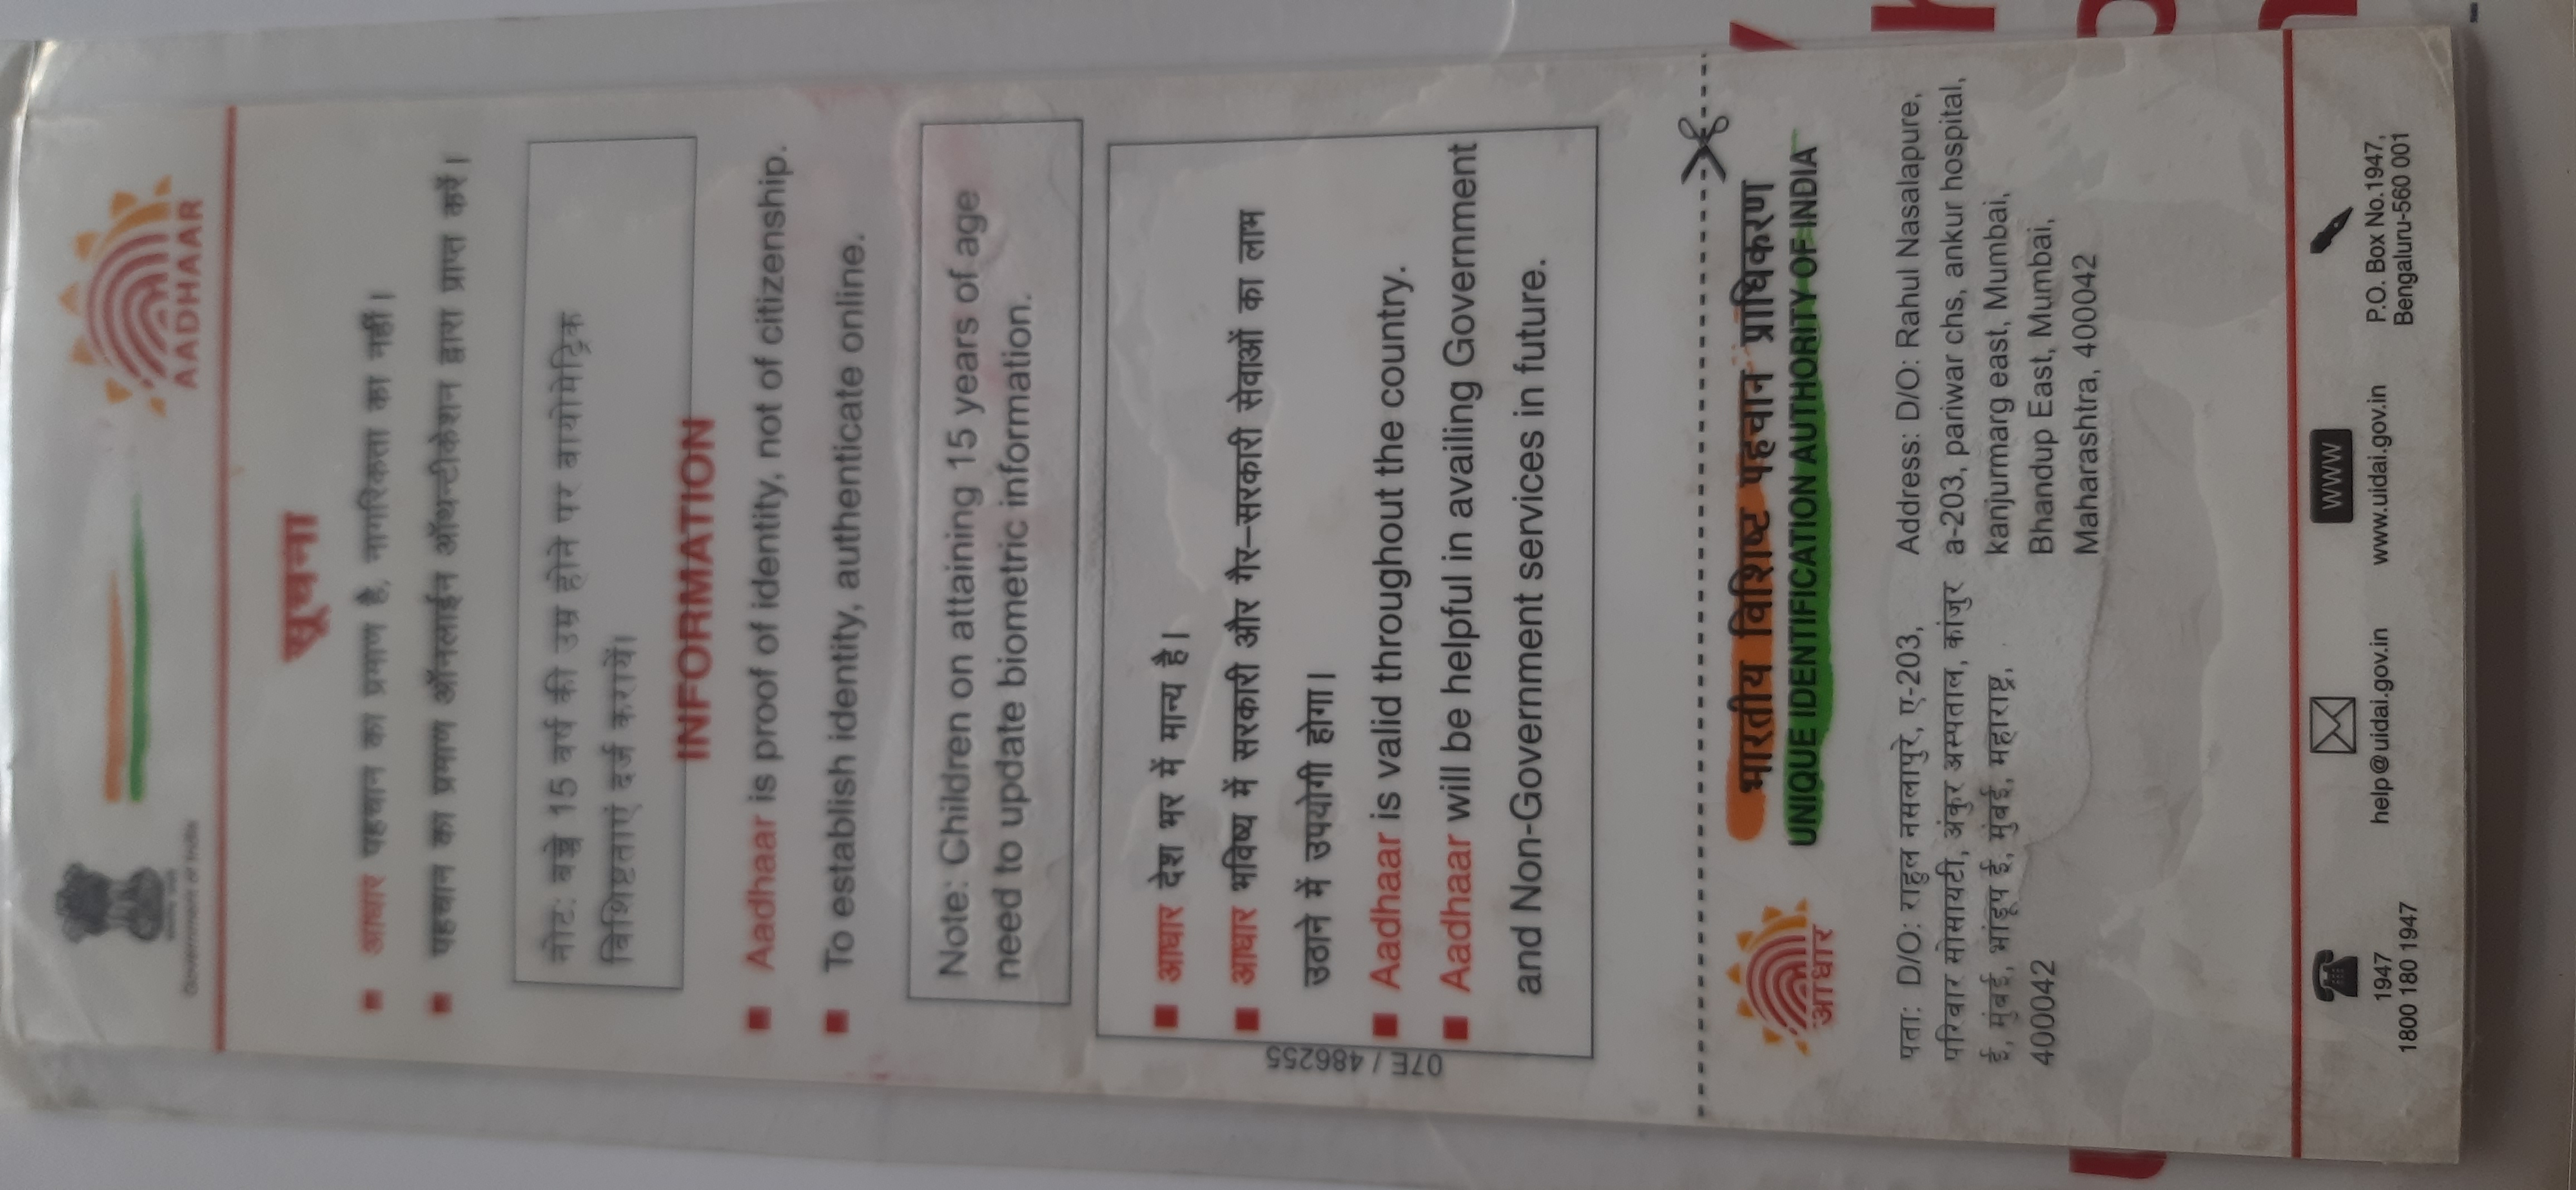 Government of India
AADHAAR
सूचना
आधार पहचान का प्रमाण है, नागरिकता का नहीं।
पहचान का प्रमाण ऑनलाईन ऑथन्टीकेशन द्वारा प्राप्त करें।
नोट: बच्चे 15 वर्ष की उम्र होने पर बायोमेट्रिक
विशिष्टताएं दर्ज करायें।
INFORMATION
Aadhaar is proof of identity, not of citizenship.
To establish identity, authenticate online.
Note: Children on attaining 15 years of age
need to update biometric information.
आधार देश भर में मान्य है।
आधार भविष्य में सरकारी और गैर–सरकारी सेवाओं का लाभ
उठाने में उपयोगी होगा।
Aadhaar is valid throughout the country.
Aadhaar will be helpful in availing Government
and Non-Government services in future.
07E / 486255
भारतीय विशिष्ट पहचान प्राधिकरण
UNIQUE IDENTIFICATION AUTHORITY OF INDIA
आधार
पता: D/O: राहुल नसलापुरे, ए-203,
परिवार सोसायटी, अंकुर अस्पताल, कांजुर
ई, मुंबई, भांडूप ई, मुंबई, महाराष्ट्र,
400042
Address: D/O: Rahul Nasalapure,
a-203, pariwar chs, ankur hospital,
kanjurmarg east, Mumbai,
Bhandup East, Mumbai,
Maharashtra, 400042
1947
1800 180 1947
help@uidai.gov.in
WWW
www.uidai.gov.in
P.O. Box No.1947,
Bengaluru-560 001